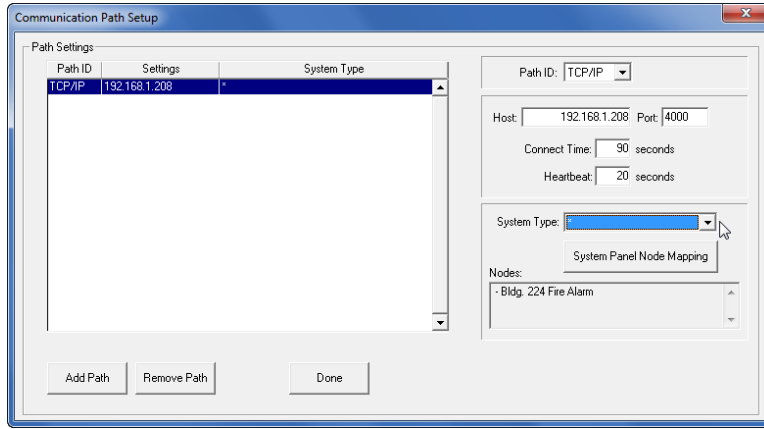 Communication Path Setup
Path Settings
Path ID Settings System Type
TCP/IP 192.168.1.208 *
Path ID: TCP/IP
Host: 192.168.1.208 Port: 4000
Connect Time: 90 seconds
Heartbeat: 20 seconds
System Type: *
System Panel Node Mapping
Nodes:
- Bldg. 224 Fire Alarm
Add Path Remove Path Done